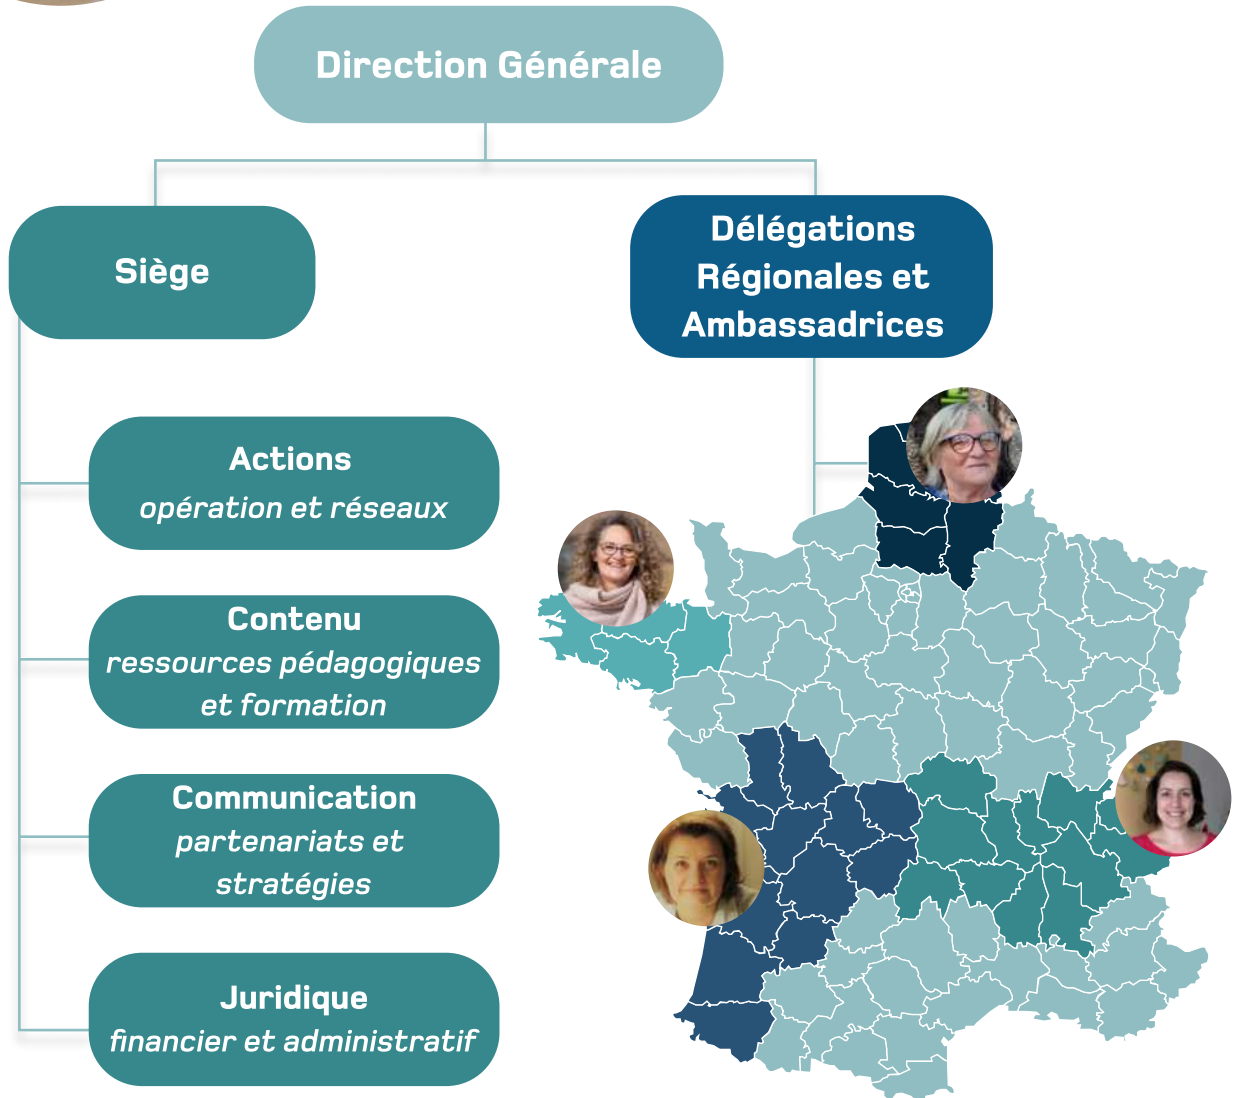 Direction Générale
Siège
Délégations
Régionales et
Ambassadrices
Actions
opération et réseaux
Contenu
ressources pédagogiques
et formation
Communication
partenariats et
stratégies
Juridique
financier et administratif